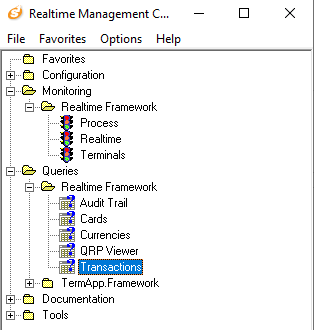 Realtime Management C...
File Favorites Options Help
Favorites
Configuration
Monitoring
Realtime Framework
Process
Realtime
Terminals
Queries
Realtime Framework
Audit Trail
Cards
Currencies
QRP Viewer
Transactions
TermApp.Framework
Documentation
Tools